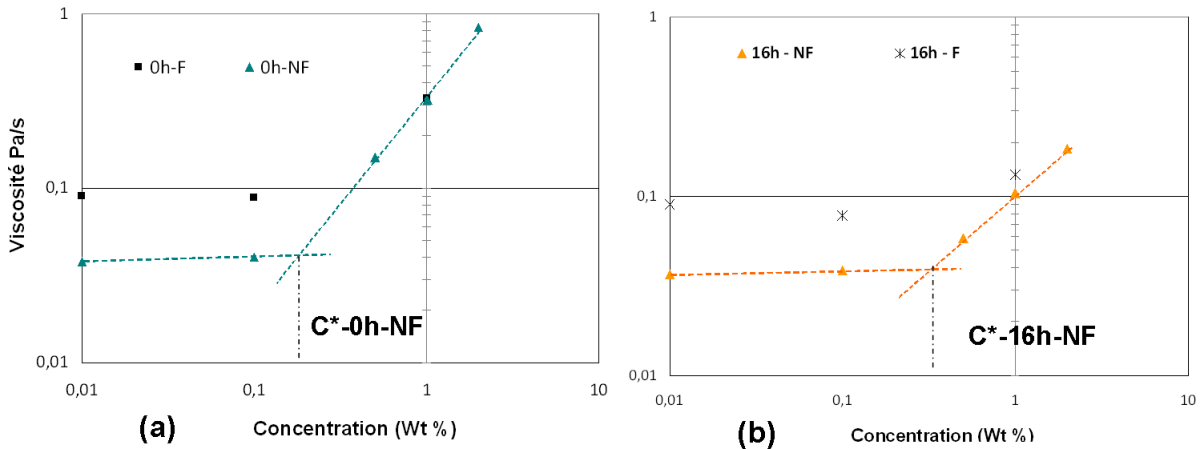 1
0h-F
0h-NF
Viscosité Pa/s
0,1
C*-0h-NF
0,01
0,01
0,1
1
10
(a)
Concentration (Wt %)
1
16h - NF
16h - F
0,1
C*-16h-NF
0,01
0,01
0,1
1
10
(b)
Concentration (Wt %)